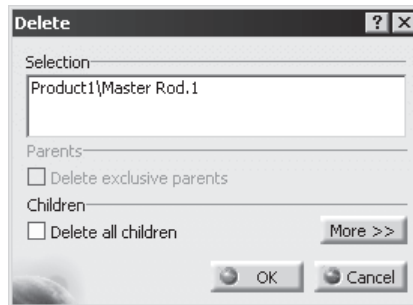 Delete
? X
Selection
Product1\Master Rod.1
Parents
Delete exclusive parents
Children
Delete all children
More >>
OK
Cancel